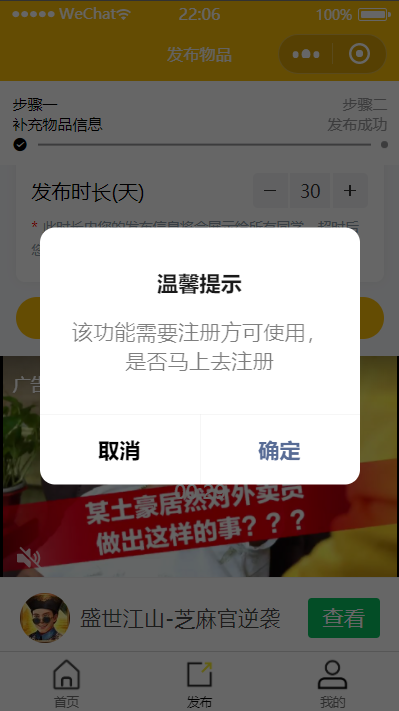 WeChat 22:06 100%
发布物品
步骤一 步骤二
补充物品信息 发布成功
发布时长(天) － 30 +
* 此时长内您的发布信息将会展示给所有同学，超时后
您
温馨提示
该功能需要注册方可使用，
是否马上去注册
取消 确定
广告
某土豪居然对外卖员
做出这样的事？？？
盛世江山-芝麻官逆袭 查看
首页 发布 我的